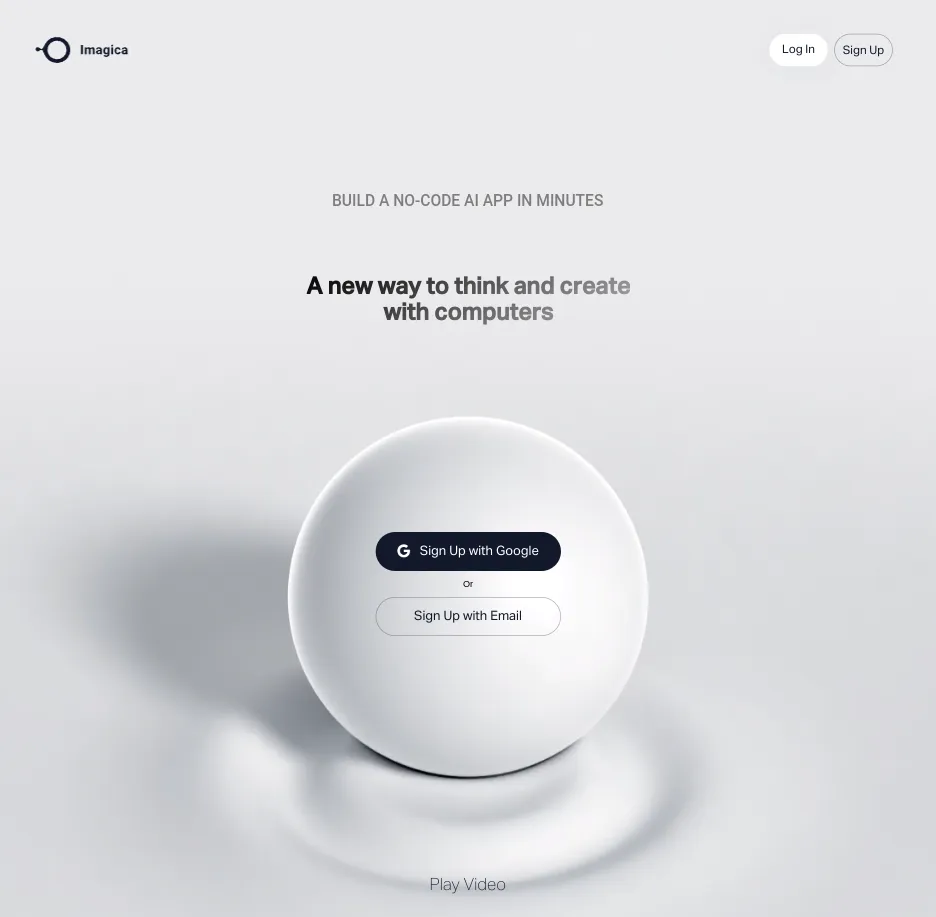 Imagica
Log In
Sign Up
BUILD A NO-CODE AI APP IN MINUTES
A new way to think and create
with computers
Sign Up with Google
Or
Sign Up with Email
Play Video